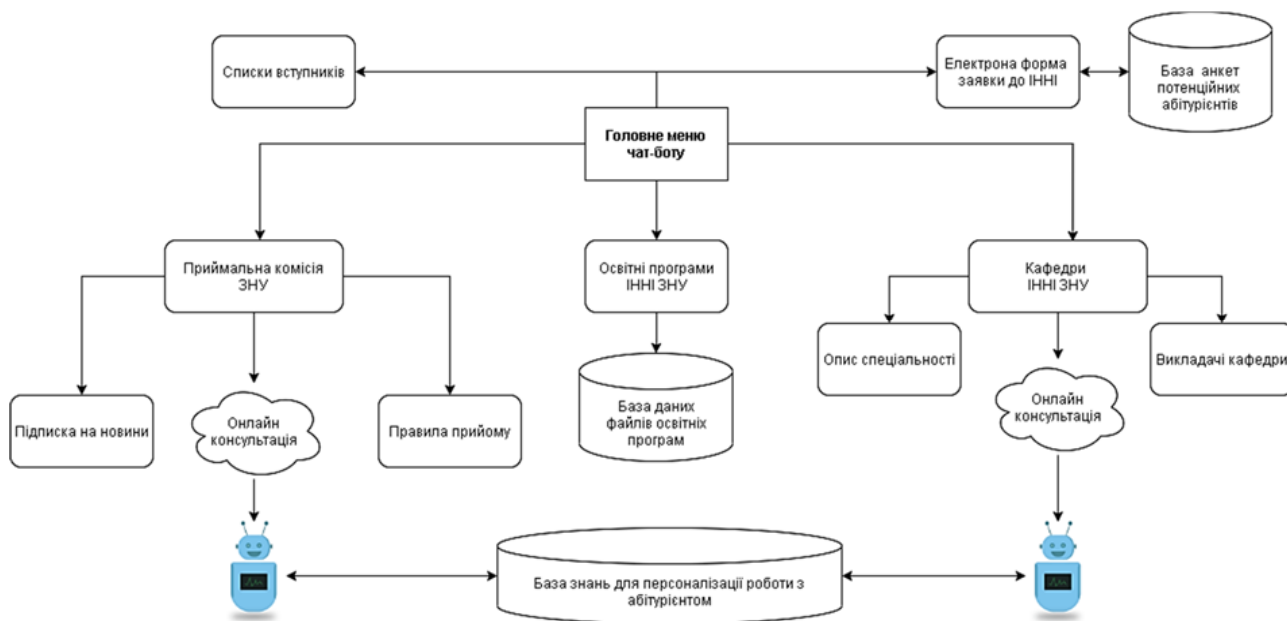 Списки вступників
Електрона форма
заявки до ІННІ
База анкет
потенційних
абітурієнтів
Головне меню
чат-боту
Приймальна комісія
ЗНУ
Освітні програми
ІННІ ЗНУ
Кафедри
ІННІ ЗНУ
Опис спеціальності
Викладачі кафедри
Підписка на новини
Онлайн
консультація
Правила прийому
База даних
файлів освітніх
програм
Онлайн
консультація
База знань для персоналізації роботи з
абітурієнтом